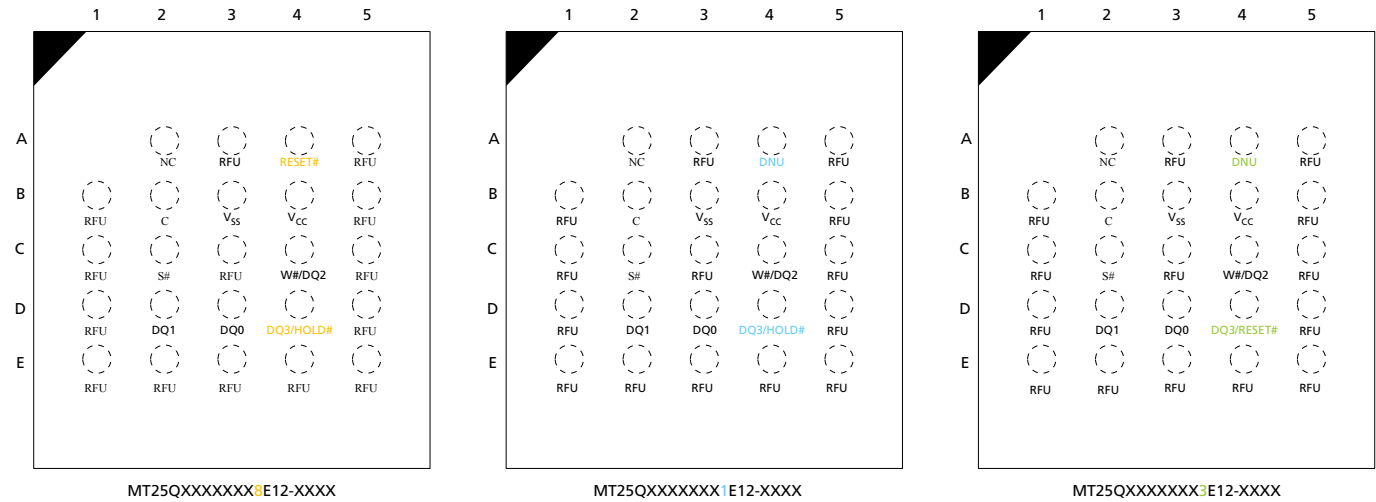 1 2 3 4 5 1 2 3 4 5 1 2 3 4 5
A A A
NC RFU RESET# RFU NC RFU DNU RFU NC RFU DNU RFU
B B B
RFU C VSS VCC RFU RFU C VSS VCC RFU RFU C VSS VCC RFU
C C C
RFU S# RFU W#/DQ2 RFU RFU S# RFU W#/DQ2 RFU RFU S# RFU W#/DQ2 RFU
D D D
RFU DQ1 DQ0 DQ3/HOLD# RFU RFU DQ1 DQ0 DQ3/HOLD# RFU RFU DQ1 DQ0 DQ3/RESET# RFU
E E E
RFU RFU RFU RFU RFU RFU RFU RFU RFU RFU RFU RFU RFU RFU RFU
MT25QXXXXXXX8E12-XXXX MT25QXXXXXXX1E12-XXXX MT25QXXXXXXX3E12-XXXX